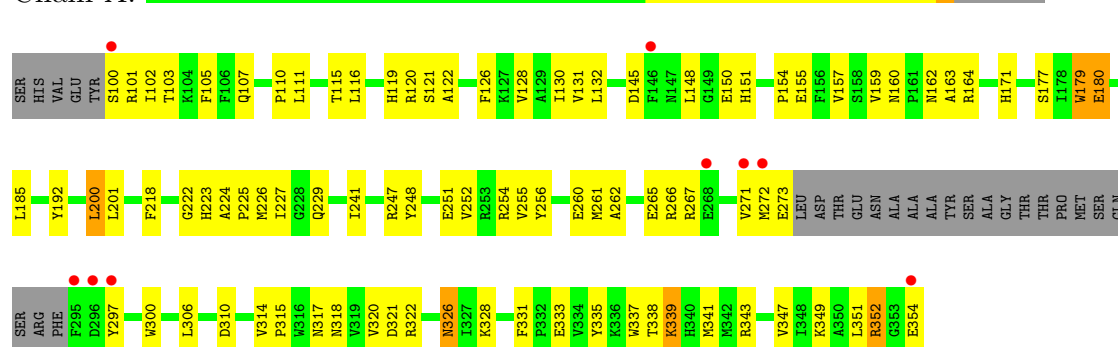 SER HIS VAL GLU TYR S100 R101 I102 T103 K104 F105 F106 Q107 P110 L111 T115 L116 H119 R120 S121 A122 F126 K127 V128 A129 I130 V131 L132 D145 F146 N147 L148 G149 E150 H151 P154 E155 F156 V157 S158 V159 N160 P161 N162 A163 R164 H171 S177 I178 W179 E180
L185 Y192 L200 L201 F218 G222 H223 A224 P225 M226 I227 G228 Q229 I241 R247 Y248 E251 V252 R253 R254 V255 Y256 E260 M261 A262 E265 R266 R267 E268 V271 M272 E273 LEU ASP THR GLU ASN ALA ALA ALA TYR SER ALA GLY THR THR PRO MET SER GLN
SER ARG PHE F295 D296 Y297 W300 L306 D310 V314 P315 W316 N317 N318 V319 V320 D321 R322 N326 I327 K328 F331 P332 E333 V334 Y335 K336 W337 T338 K339 H340 M341 M342 R343 V347 I348 K349 A350 L351 R352 G353 E354